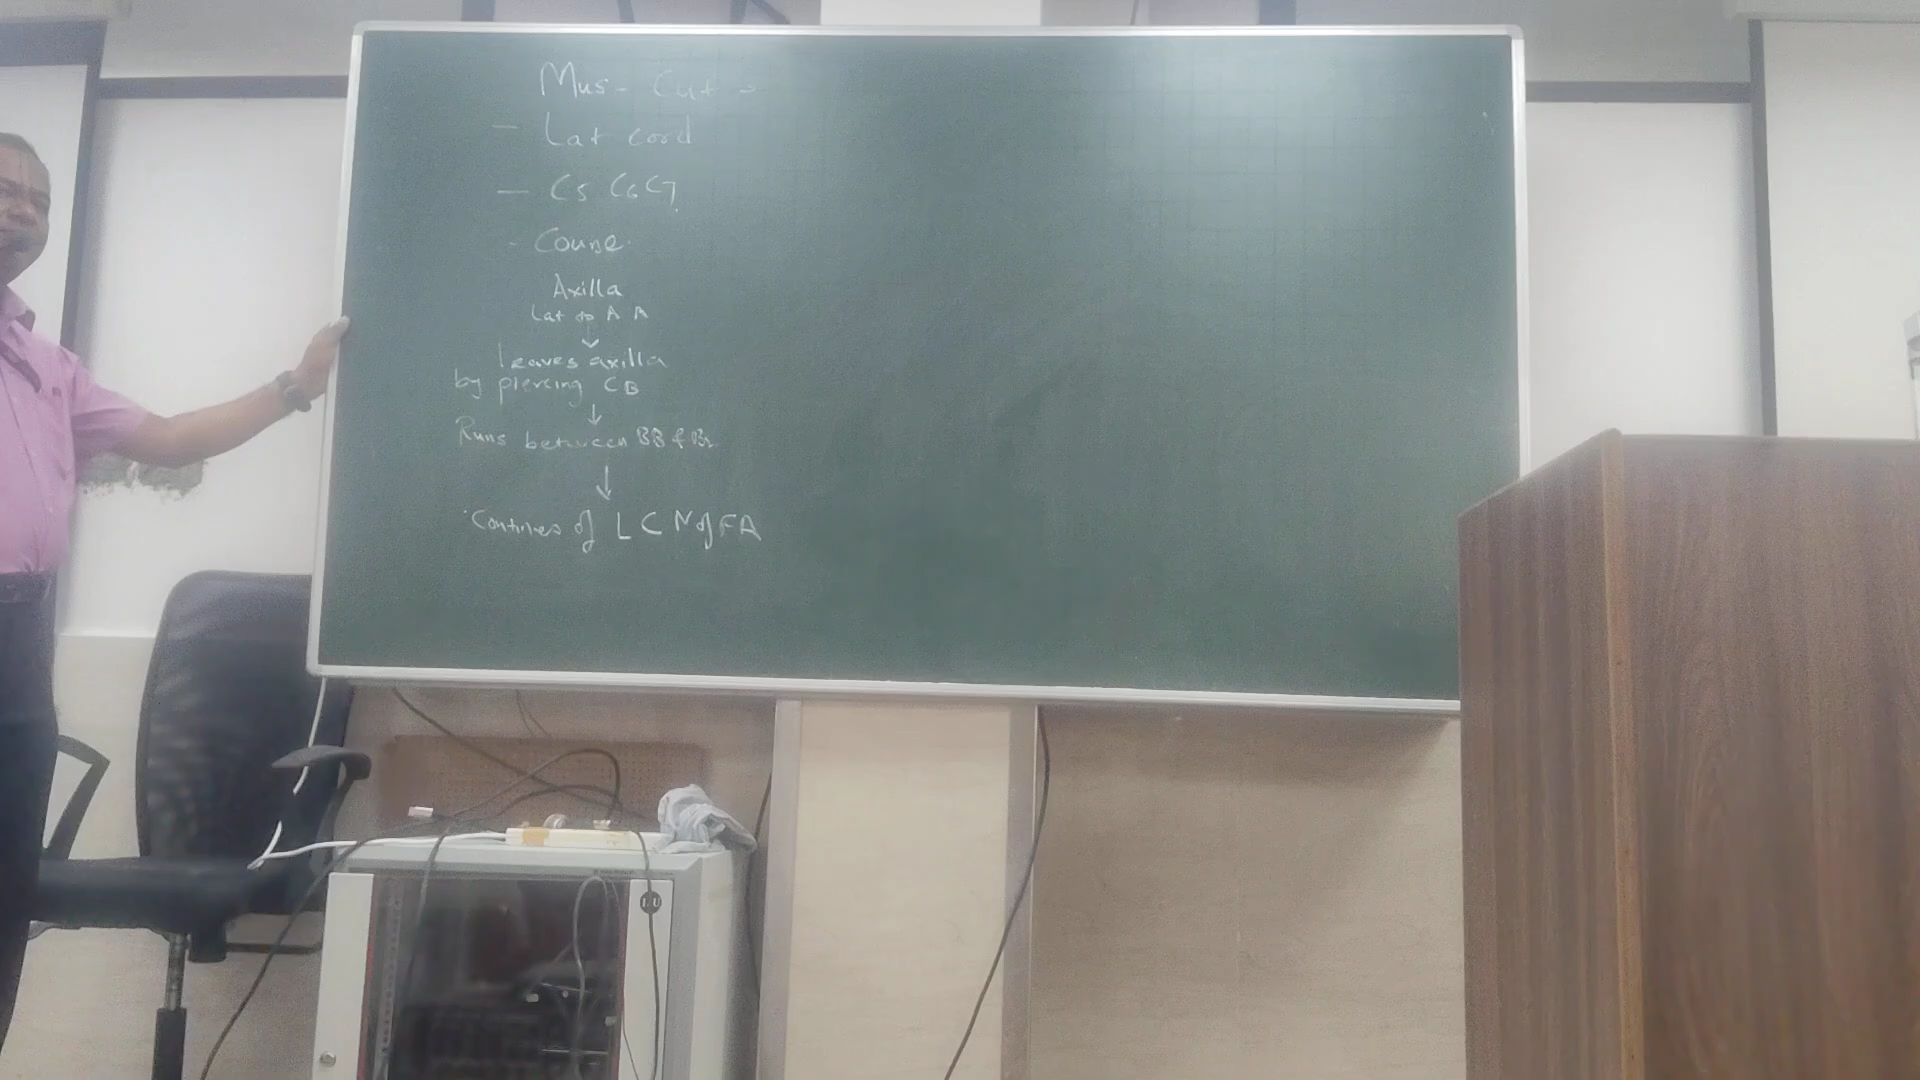 Mus- Cut -
- Lat cord
- C5 C6 C7
- Course
Axilla
Lat to A A
↓
leaves axilla
by piercing CB
↓
Runs between BB & Br
↓
Continues of L C N of FA